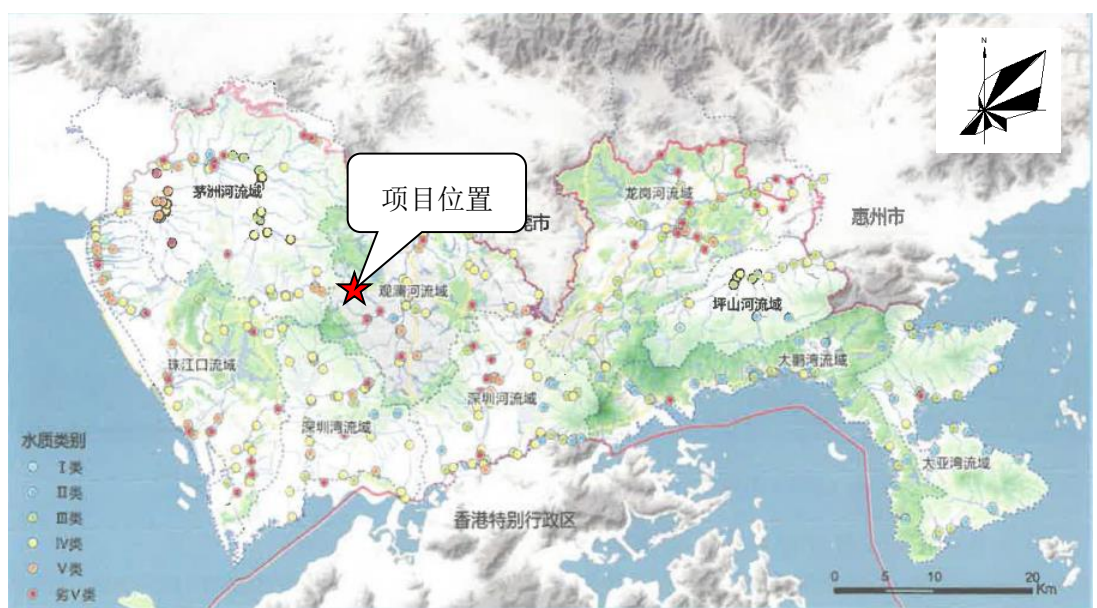 N
茅洲河流域
项目位置
莞市
龙岗河流域
惠州市
观澜河流域
坪山河流域
珠江口流域
大鹏湾流域
深圳河流域
深圳湾流域
大亚湾流域
水质类别
I类
II类
III类
IV类
V类
劣V类
香港特别行政区
0 5 10 20
Km